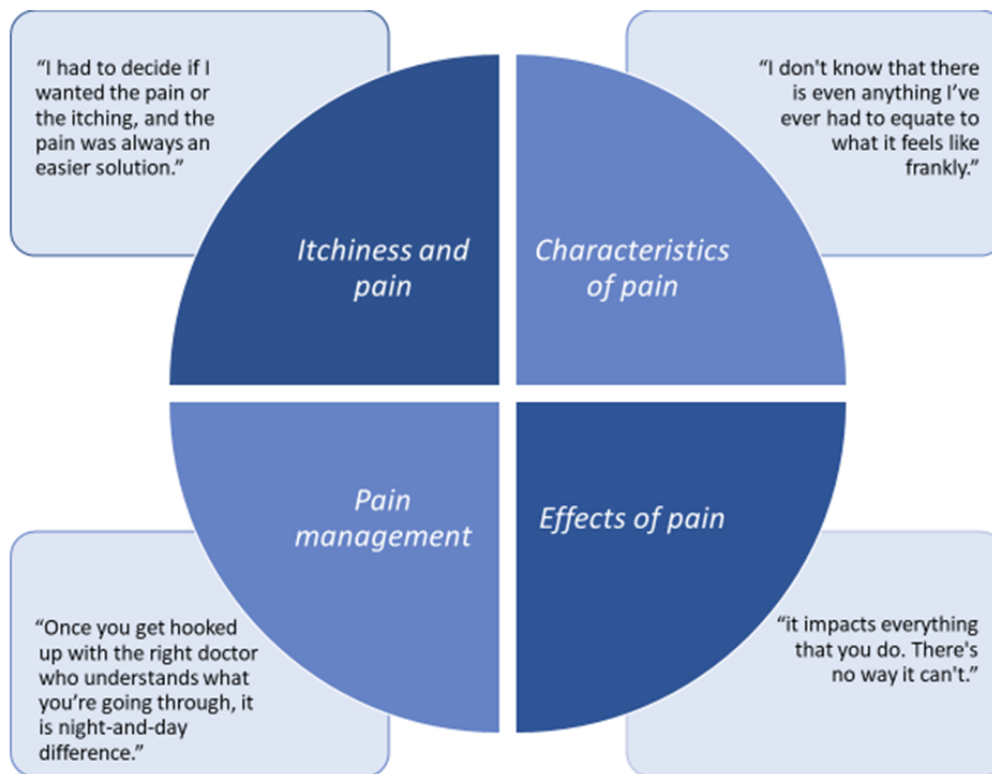 “I had to decide if I
wanted the pain or
the itching, and the
pain was always an
easier solution.”
“I don't know that there
is even anything I’ve
ever had to equate to
what it feels like
frankly.”
Itchiness and
pain
Characteristics
of pain
Pain
management
Effects of pain
“Once you get hooked
up with the right doctor
who understands what
you’re going through, it
is night-and-day
difference.”
“it impacts everything
that you do. There's
no way it can't.”